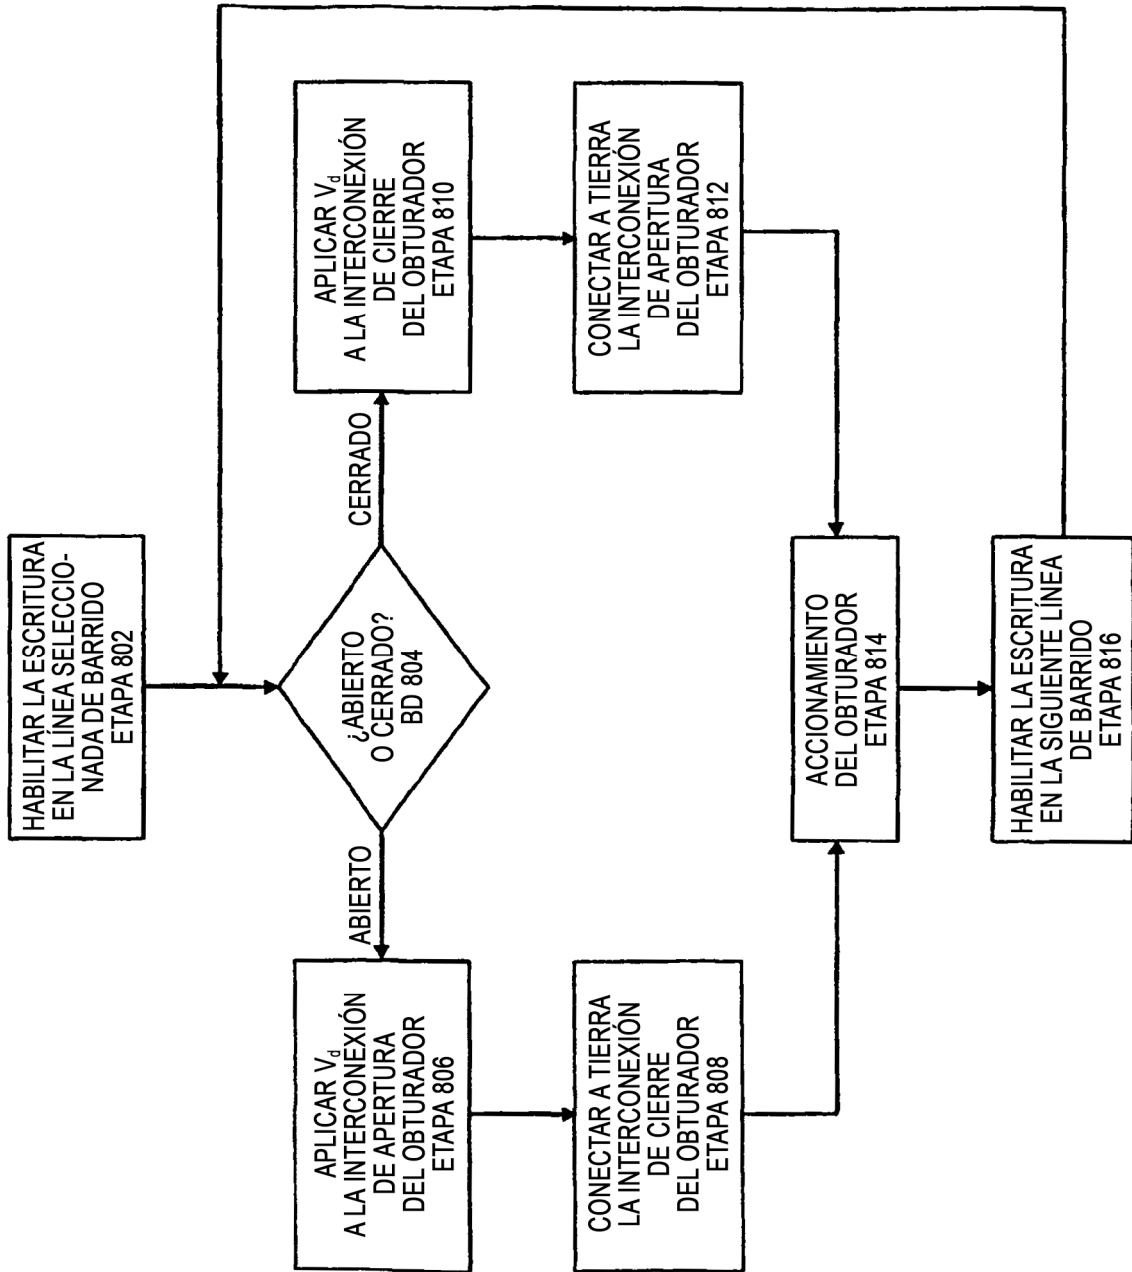 HABILITAR LA ESCRITURA
EN LA LÍNEA SELECCIO-
NADA DE BARRIDO
ETAPA 802
¿ABIERTO
O CERRADO?
BD 804
ABIERTO
CERRADO
APLICAR Vd
A LA INTERCONEXIÓN
DE APERTURA
DEL OBTURADOR
ETAPA 806
CONECTAR A TIERRA
LA INTERCONEXIÓN
DE CIERRE
DEL OBTURADOR
ETAPA 808
APLICAR Vd
A LA INTERCONEXIÓN
DE CIERRE
DEL OBTURADOR
ETAPA 810
CONECTAR A TIERRA
LA INTERCONEXIÓN
DE APERTURA
DEL OBTURADOR
ETAPA 812
ACCIONAMIENTO
DEL OBTURADOR
ETAPA 814
HABILITAR LA ESCRITURA
EN LA SIGUIENTE LÍNEA
DE BARRIDO
ETAPA 816